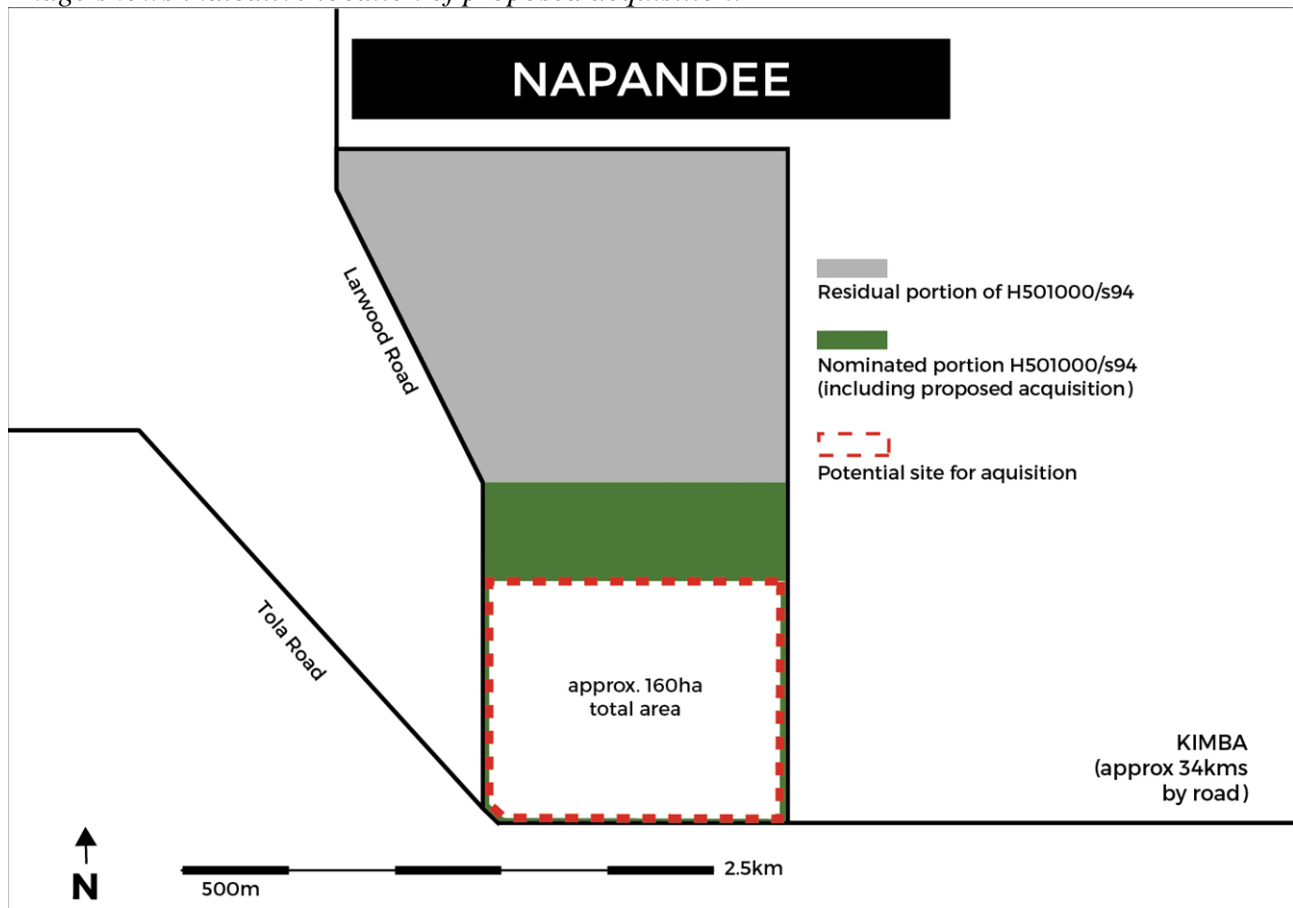 NAPANDEE
Larwood Road
Residual portion of H501000/s94
Nominated portion H501000/s94
(including proposed acquisition)
Potential site for aquisition
Tola Road
approx. 160ha
total area
KIMBA
(approx 34kms
by road)
N
500m
2.5km